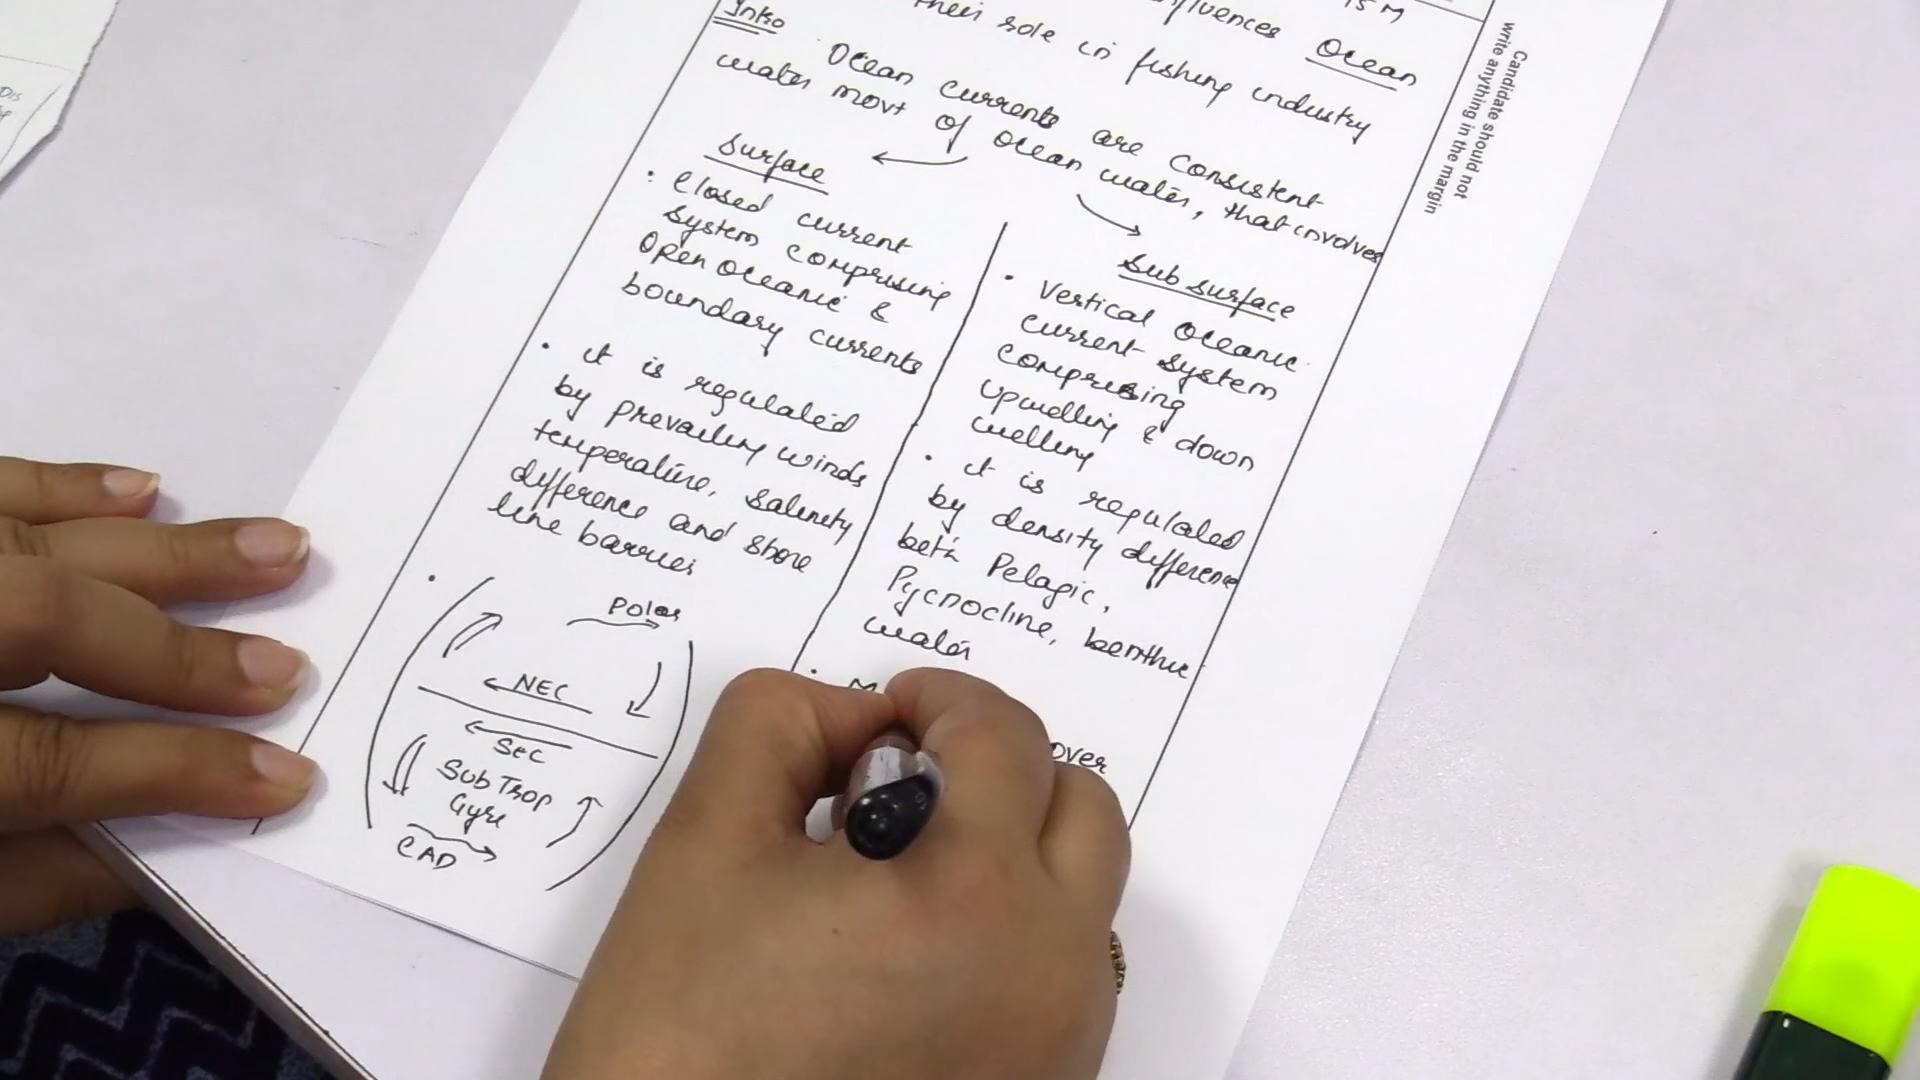 15 M
influences Ocean
their role in fishing industry
Intro
Ocean currents are consistent
water movt of ocean water, that involves
Surface
• Closed current
system comprising
open oceanic &
boundary currents
• it is regulated
by prevailing winds
temperature, salinity
difference and shore
line barrier
•
Polar
NEC
SEC
Sub Trop
Gyre
CAD
Sub surface
• Vertical Oceanic
current system
comprising
upwelling & down
welling
• it is regulated
by density difference
betn Pelagic,
Pycnocline, benthic
water
over
Candidate should not
write anything in the margin